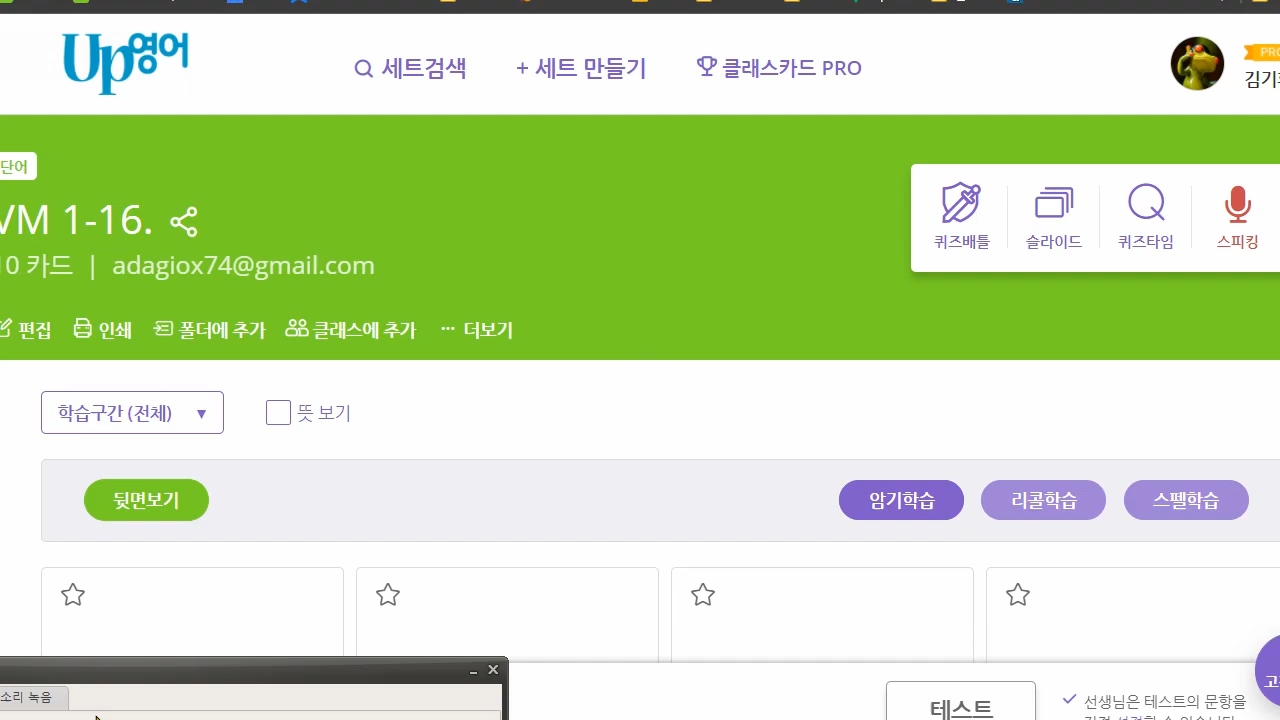 Up영어
세트검색
+ 세트 만들기
클래스카드 PRO
PRO
단어
VM 1-16.
10 카드 | adagiox74@gmail.com
퀴즈배틀
슬라이드
퀴즈타임
스피킹
편집
인쇄
폴더에 추가
클래스에 추가
··· 더보기
학습구간 (전체) ▼
뜻 보기
뒷면보기
암기학습
리콜학습
스펠학습
소리 녹음
테스트
선생님은 테스트의 문항을